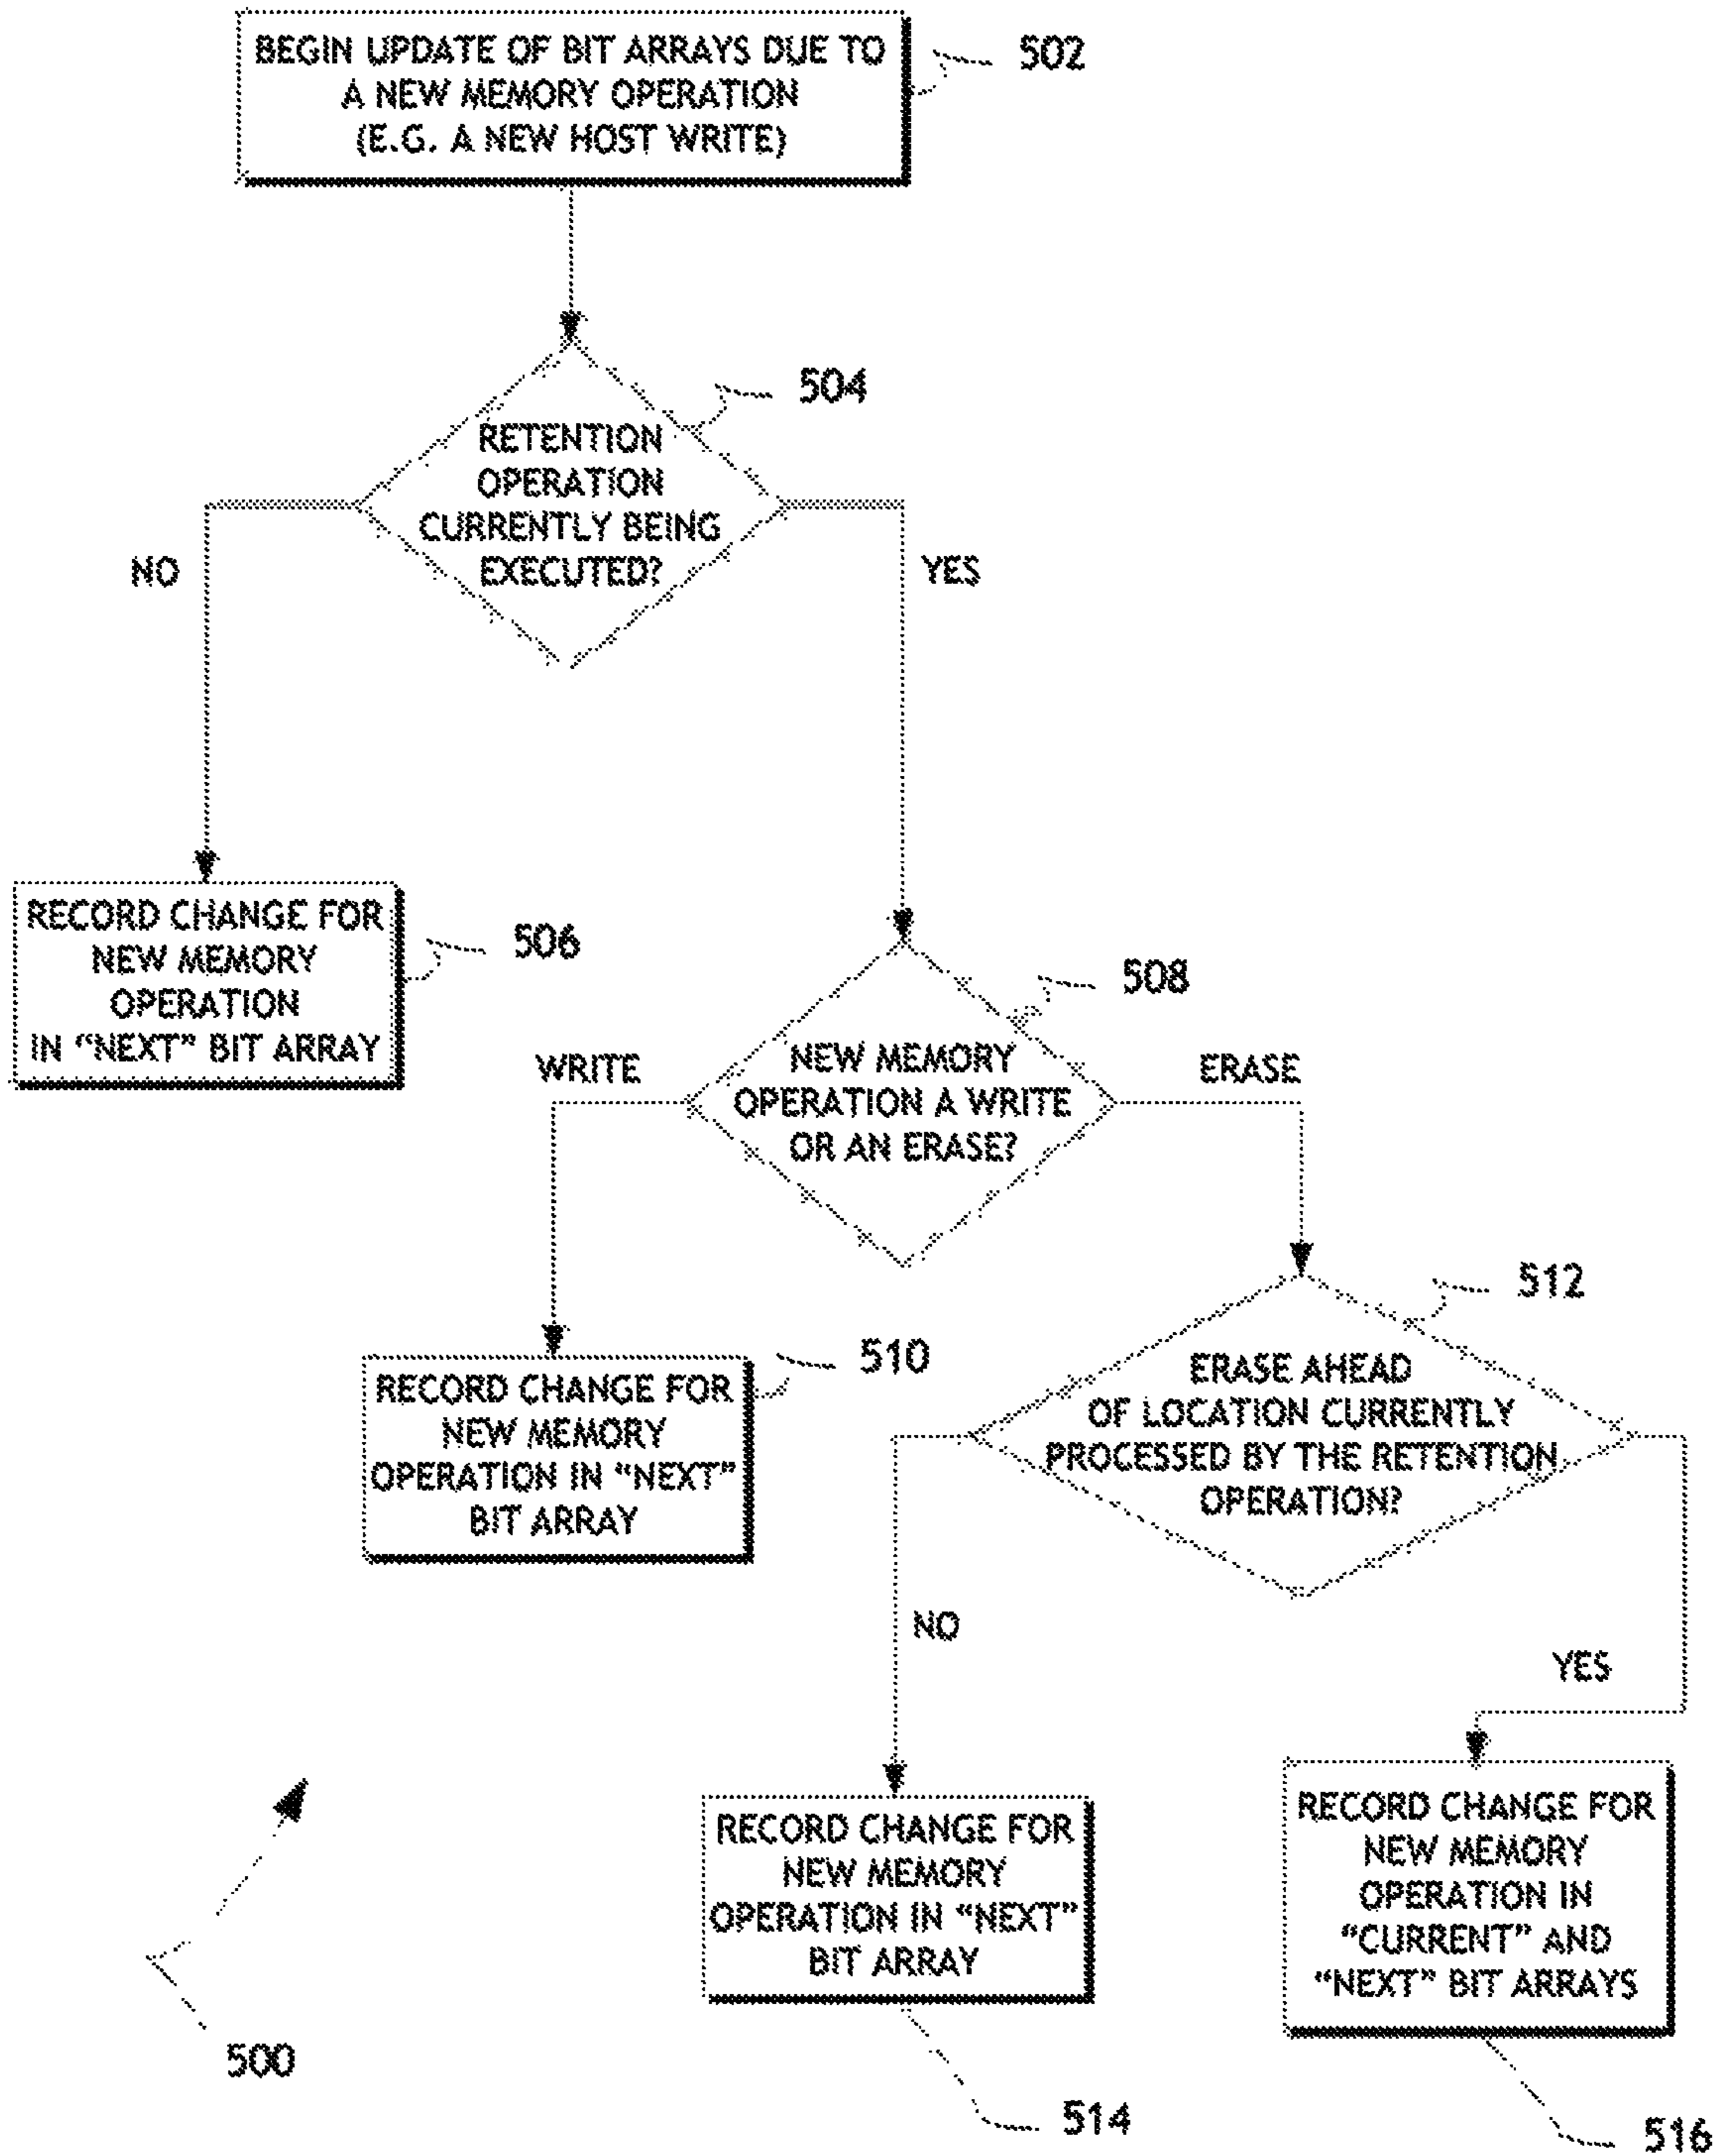 BEGIN UPDATE OF BIT ARRAYS DUE TO
A NEW MEMORY OPERATION
(E.G. A NEW HOST WRITE)
502
504
RETENTION
OPERATION
CURRENTLY BEING
EXECUTED?
NO
YES
RECORD CHANGE FOR
NEW MEMORY
OPERATION
IN “NEXT” BIT ARRAY
506
508
NEW MEMORY
OPERATION A WRITE
OR AN ERASE?
WRITE
ERASE
510
RECORD CHANGE FOR
NEW MEMORY
OPERATION IN “NEXT”
BIT ARRAY
512
ERASE AHEAD
OF LOCATION CURRENTLY
PROCESSED BY THE RETENTION
OPERATION?
NO
YES
RECORD CHANGE FOR
NEW MEMORY
OPERATION IN “NEXT”
BIT ARRAY
RECORD CHANGE FOR
NEW MEMORY
OPERATION IN
“CURRENT” AND
“NEXT” BIT ARRAYS
500
514
516